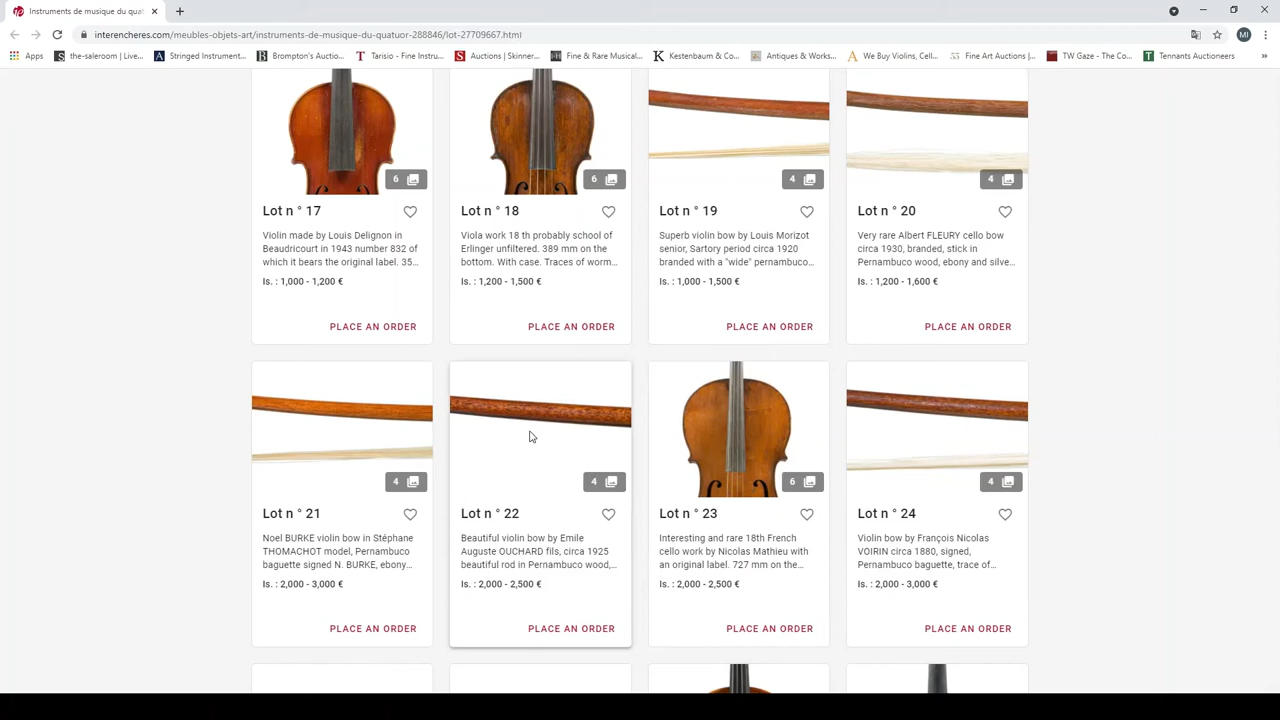 Instruments de musique du quat
interencheres.com/meubles-objets-art/instruments-de-musique-du-quatuor-288846/lot-27709667.html
MI
Apps
the-saleroom | Live...
Stringed Instrument...
Brompton's Auctio...
Tarisio - Fine Instru...
Auctions | Skinner...
Fine & Rare Musical...
Kestenbaum & Co...
Antiques & Works...
We Buy Violins, Cell...
Fine Art Auctions |...
TW Gaze - The Co...
Tennants Auctioneers
»
6
6
4
4
Lot n ° 17
Lot n ° 18
Lot n ° 19
Lot n ° 20
Violin made by Louis Delignon in
Beaudricourt in 1943 number 832 of
which it bears the original label. 35...
Viola work 18 th probably school of
Erlinger unfiltered. 389 mm on the
bottom. With case. Traces of worm...
Superb violin bow by Louis Morizot
senior, Sartory period circa 1920
branded with a "wide" pernambuco...
Very rare Albert FLEURY cello bow
circa 1930, branded, stick in
Pernambuco wood, ebony and silve...
Is. : 1,000 - 1,200 €
Is. : 1,200 - 1,500 €
Is. : 1,000 - 1,500 €
Is. : 1,200 - 1,600 €
PLACE AN ORDER
PLACE AN ORDER
PLACE AN ORDER
PLACE AN ORDER
4
4
6
4
Lot n ° 21
Lot n ° 22
Lot n ° 23
Lot n ° 24
Noel BURKE violin bow in Stéphane
THOMACHOT model, Pernambuco
baguette signed N. BURKE, ebony...
Beautiful violin bow by Emile
Auguste OUCHARD fils, circa 1925
beautiful rod in Pernambuco wood,...
Interesting and rare 18th French
cello work by Nicolas Mathieu with
an original label. 727 mm on the...
Violin bow by François Nicolas
VOIRIN circa 1880, signed,
Pernambuco baguette, trace of...
Is. : 2,000 - 3,000 €
Is. : 2,000 - 2,500 €
Is. : 2,000 - 2,500 €
Is. : 2,000 - 3,000 €
PLACE AN ORDER
PLACE AN ORDER
PLACE AN ORDER
PLACE AN ORDER